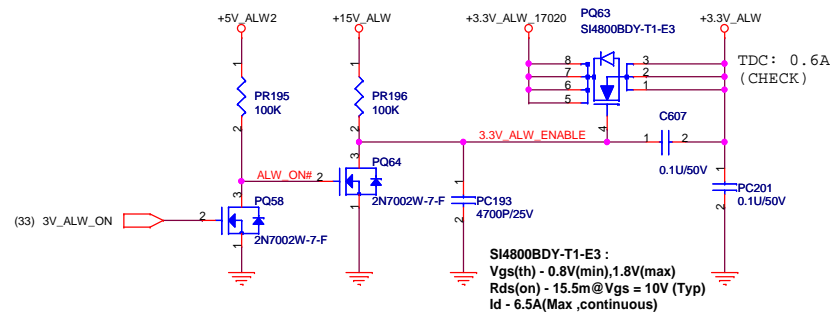 +5V_ALW2
+15V_ALW
+3.3V_ALW_17020
PQ63
SI4800BDY-T1-E3
+3.3V_ALW
TDC: 0.6A
(CHECK)
1
PR195
100K
2
1
PR196
100K
2
8
7
6
5
3
2
1
4
3.3V_ALW_ENABLE
C607
1
2
0.1U/50V
ALW_ON#
3
2
PQ64
2N7002W-7-F
1
(33) 3V_ALW_ON
3
2
PQ58
2N7002W-7-F
1
1
PC193
4700P/25V
2
1
PC201
0.1U/50V
2
SI4800BDY-T1-E3 :
Vgs(th) - 0.8V(min),1.8V(max)
Rds(on) - 15.5m@Vgs = 10V (Typ)
Id - 6.5A(Max ,continuous)